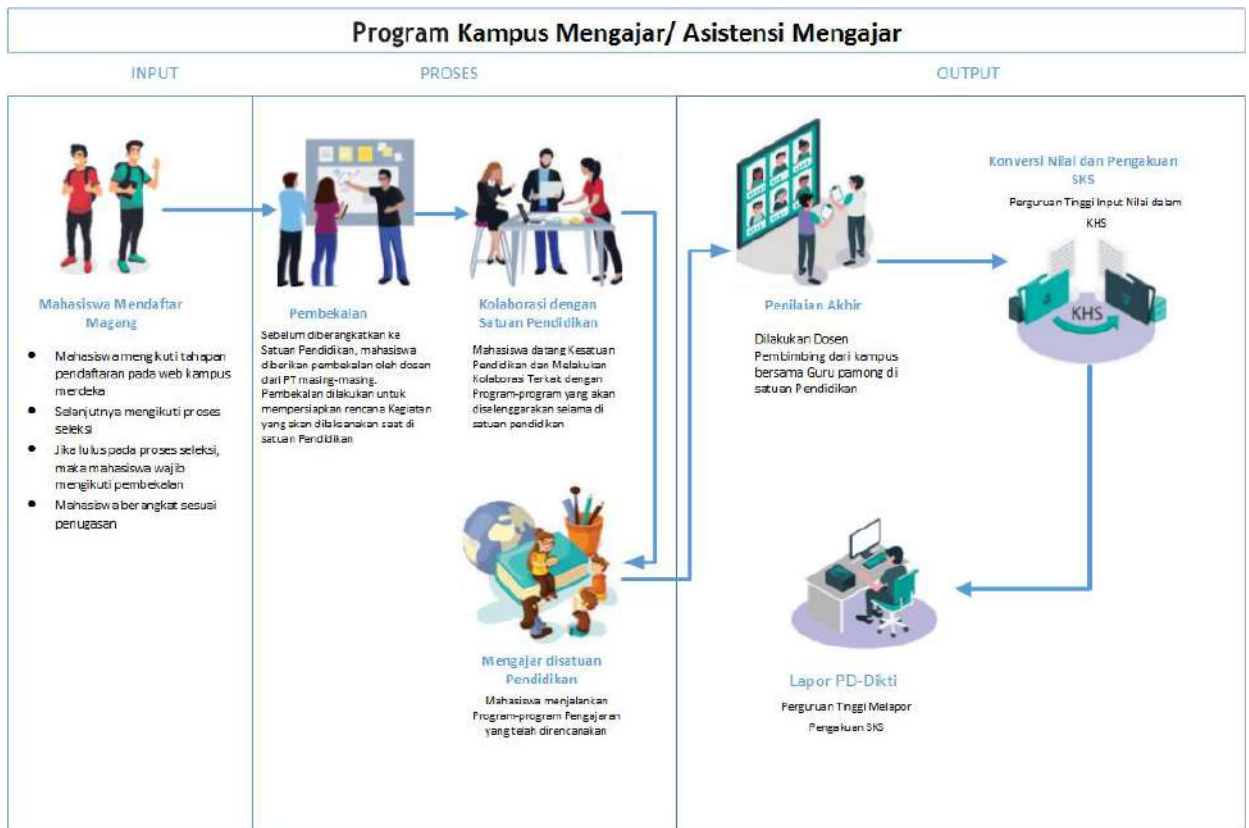 Program Kampus Mengajar/ Asistensi Mengajar
INPUT
PROSES
OUTPUT
Mahasiswa Mendaftar
Magang
● Mahasiswa mengikuti tahapan
pendaftaran pada web kampus
merdeka
● Selanjutnya mengikuti proses
seleksi
● Jika lulus pada proses seleksi,
maka mahasiswa wajib
mengikuti pembekalan
● Mahasiswa berangkat sesuai
penugasan
Pembekalan
Sebelum diberangkatkan ke
Satuan Pendidikan, mahasiswa
diberikan pembekalan oleh dosan
dari PT masing-masing.
Pembekalan dilakukan untuk
mempersiapkan rencana Kegiatan
yang akan dilaksanakan saat di
satuan Pendidikan
Kolaborasi dengan
Satuan Pendidikan
Mahasiswa datang Kesatuan
Pendidikan dan Melakukan
Kolaborasi Terkait dengan
Program-program yang akan
diselenggarakan selama di
satuan pendidikan
Mengajar disatuan
Pendidikan
Mahasiswa menjalankan
Program-program Pengajaran
yang telah direncanakan
Penilaian Akhir
Dilakukan Dosen
Pembimbing dari kampus
bersama Guru pamong di
satuan Pendidikan
Konversi Nilai dan Pengakuan
SKS
Perguruan Tinggi Input Nilai dalam
KHS
KHS
Lapor PD-Dikti
Perguruan Tinggi Melapor
Pengakuan SKS